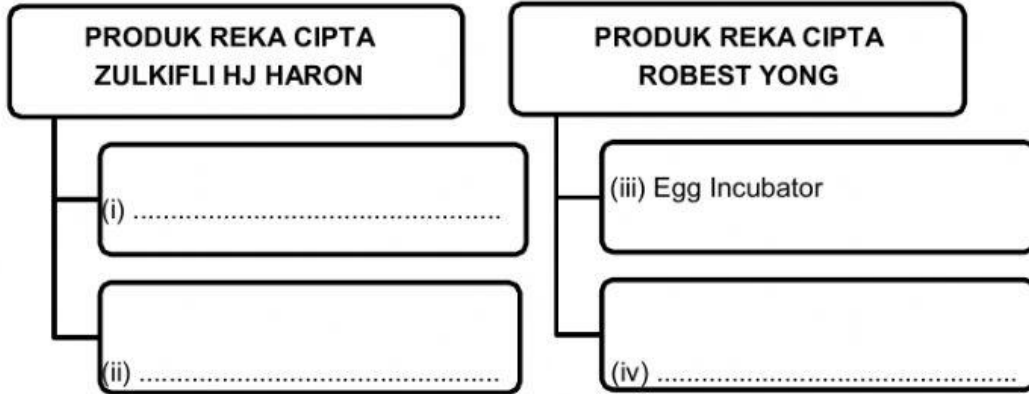 PRODUK REKA CIPTA
ZULKIFLI HJ HARON
(i) ..................................................
(ii) .................................................
PRODUK REKA CIPTA
ROBEST YONG
(iii) Egg Incubator
(iv) .................................................